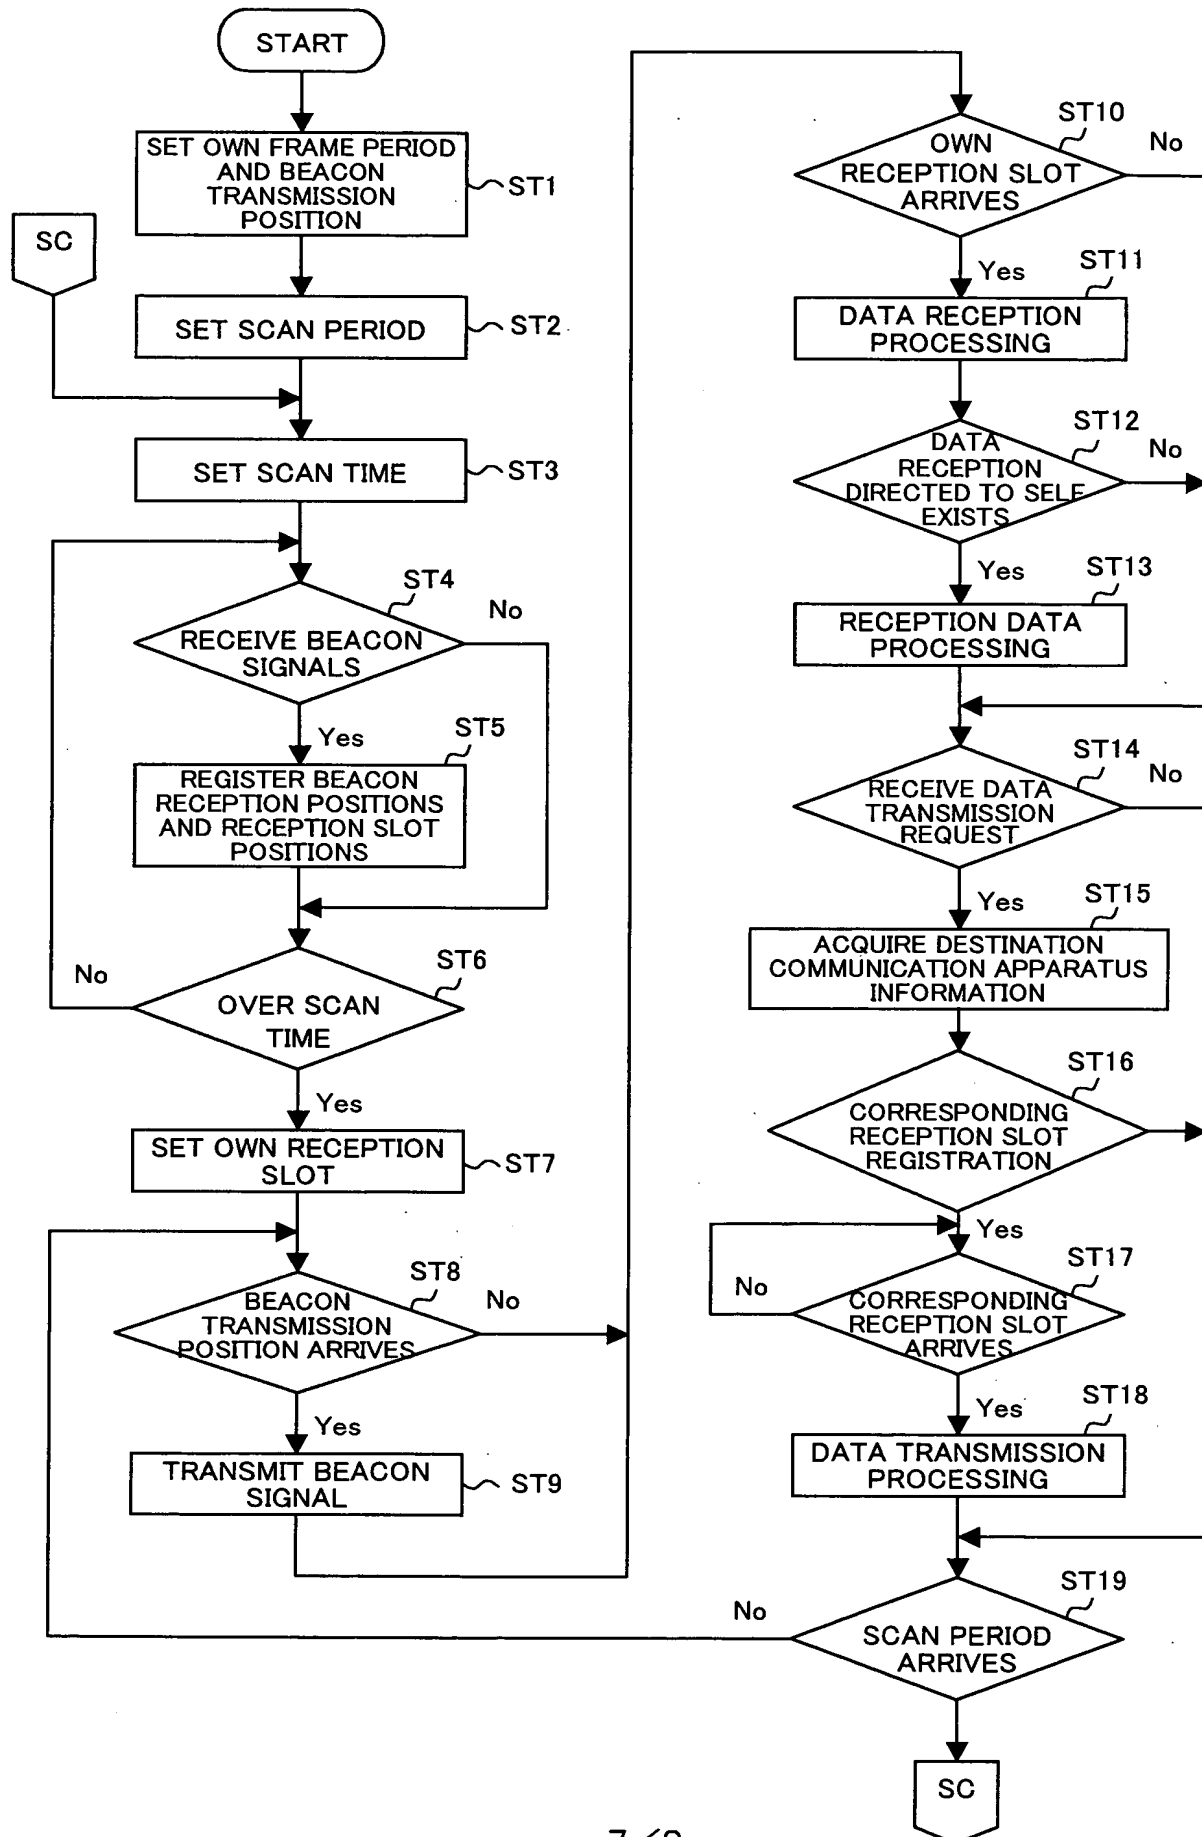 START
SET OWN FRAME PERIOD
AND BEACON
TRANSMISSION
POSITION
ST1
SC
SET SCAN PERIOD
ST2
SET SCAN TIME
ST3
ST4
No
RECEIVE BEACON
SIGNALS
Yes
ST5
REGISTER BEACON
RECEPTION POSITIONS
AND RECEPTION SLOT
POSITIONS
ST6
No
OVER SCAN
TIME
Yes
SET OWN RECEPTION
SLOT
ST7
ST8
No
BEACON
TRANSMISSION
POSITION ARRIVES
Yes
TRANSMIT BEACON
SIGNAL
ST9
ST10
No
OWN
RECEPTION SLOT
ARRIVES
Yes
ST11
DATA RECEPTION
PROCESSING
ST12
No
DATA
RECEPTION
DIRECTED TO SELF
EXISTS
Yes
ST13
RECEPTION DATA
PROCESSING
ST14
No
RECEIVE DATA
TRANSMISSION
REQUEST
Yes
ST15
ACQUIRE DESTINATION
COMMUNICATION APPARATUS
INFORMATION
ST16
CORRESPONDING
RECEPTION SLOT
REGISTRATION
Yes
ST17
No
CORRESPONDING
RECEPTION SLOT
ARRIVES
Yes
ST18
DATA TRANSMISSION
PROCESSING
ST19
No
SCAN PERIOD
ARRIVES
SC